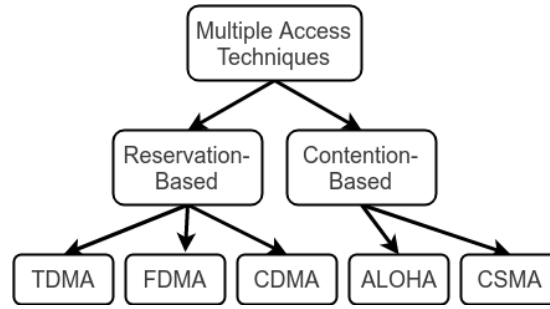 Multiple Access
Techniques
Reservation-
Based
Contention-
Based
TDMA
FDMA
CDMA
ALOHA
CSMA